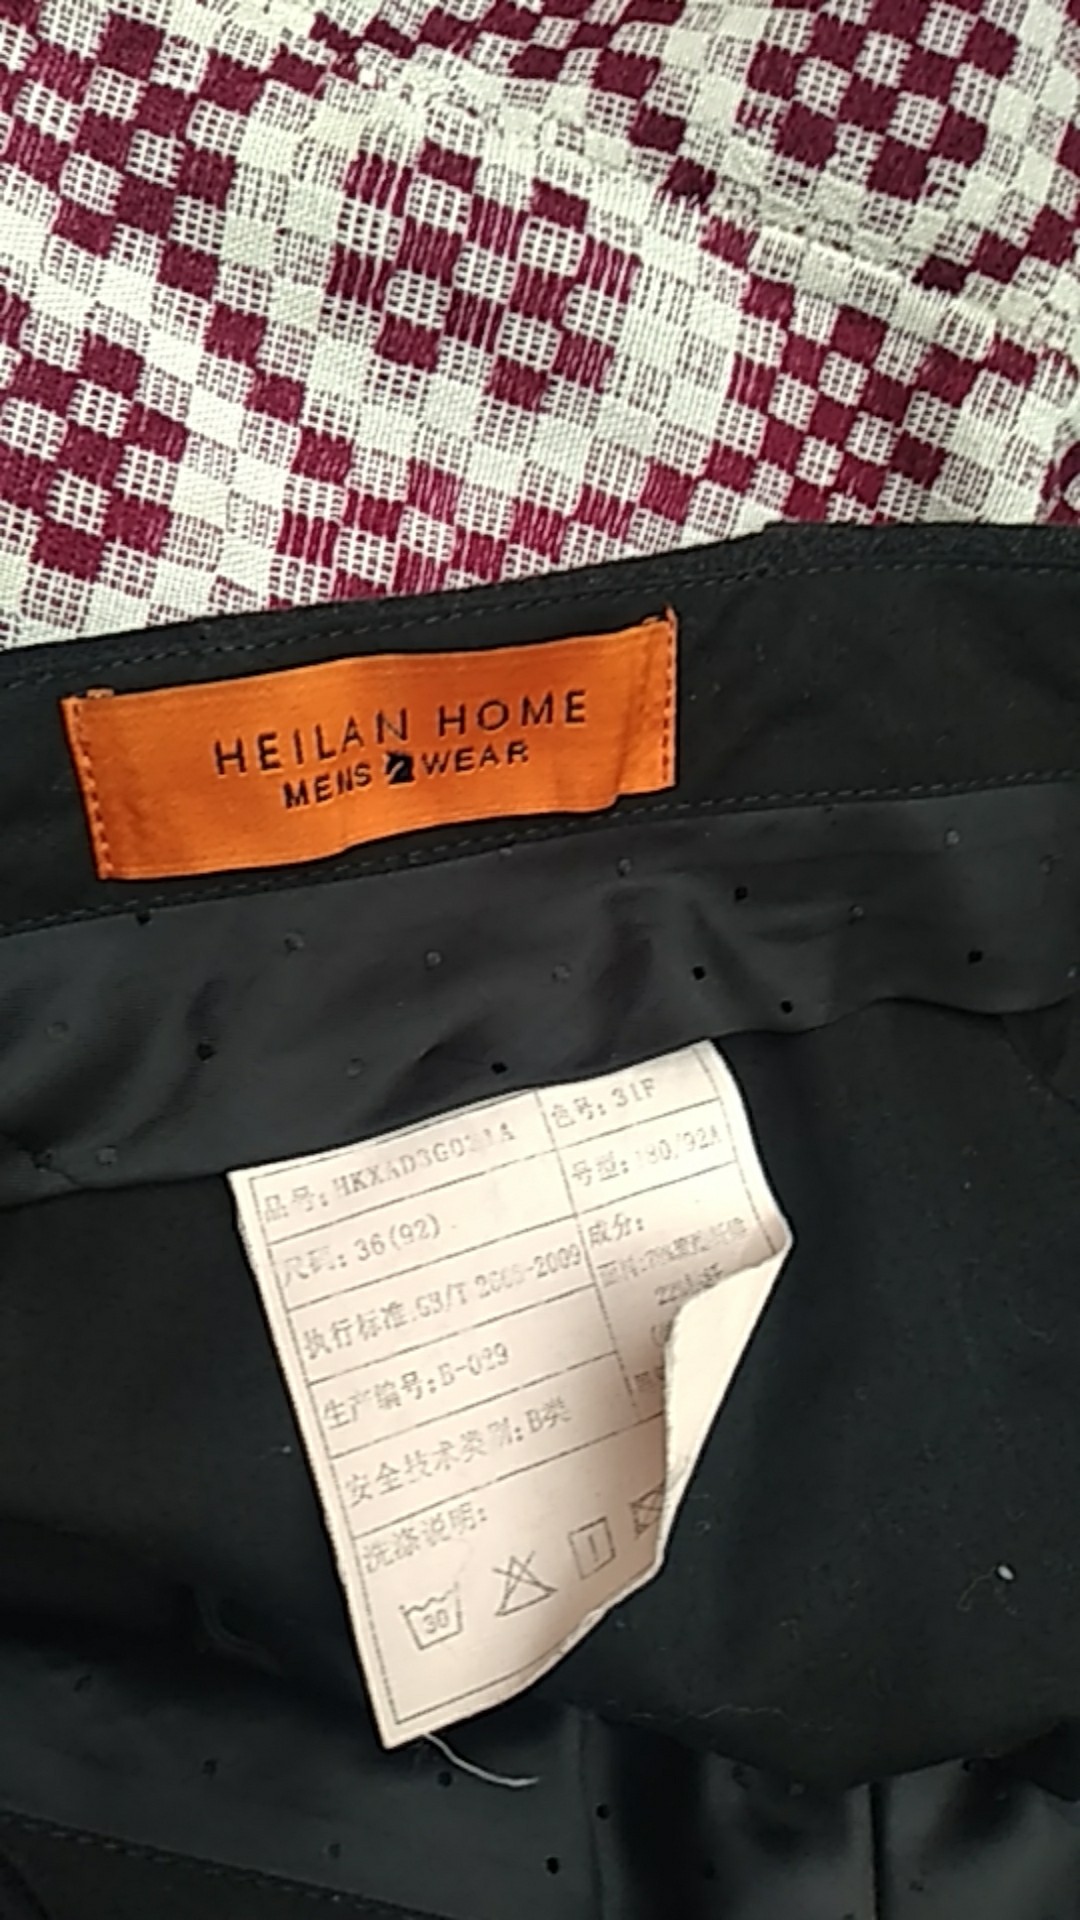 HEILAN HOME
MENS WEAR
品号:
色号: 31F
尺码: 36(92)
号型: 180/92A
执行标准.GB/T 2666-2009
成分:
生产编号: B-029
安全技术类别: B类
洗涤说明:
30